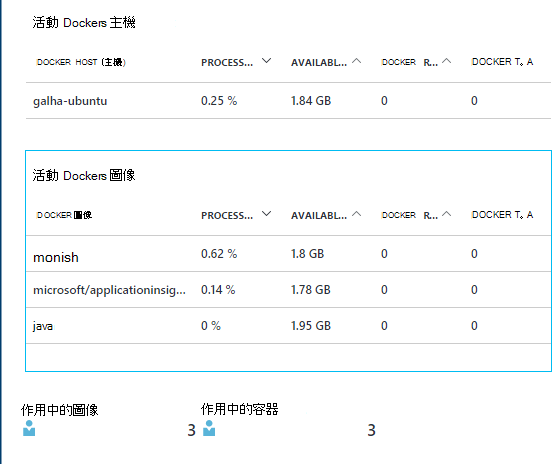 活動 Dockers 主機
DOCKER HOST (主機) PROCESS... AVAILABL... DOCKER R... DOCKER T。A
galha-ubuntu 0.25 % 1.84 GB 0 0
活動 Dockers 圖像
DOCKER 圖像 PROCESS... AVAILABL... DOCKER R... DOCKER T。A
monish 0.62 % 1.8 GB 0 0
microsoft/applicationinsig... 0.14 % 1.78 GB 0 0
java 0 % 1.95 GB 0 0
作用中的圖像 作用中的容器
3 3